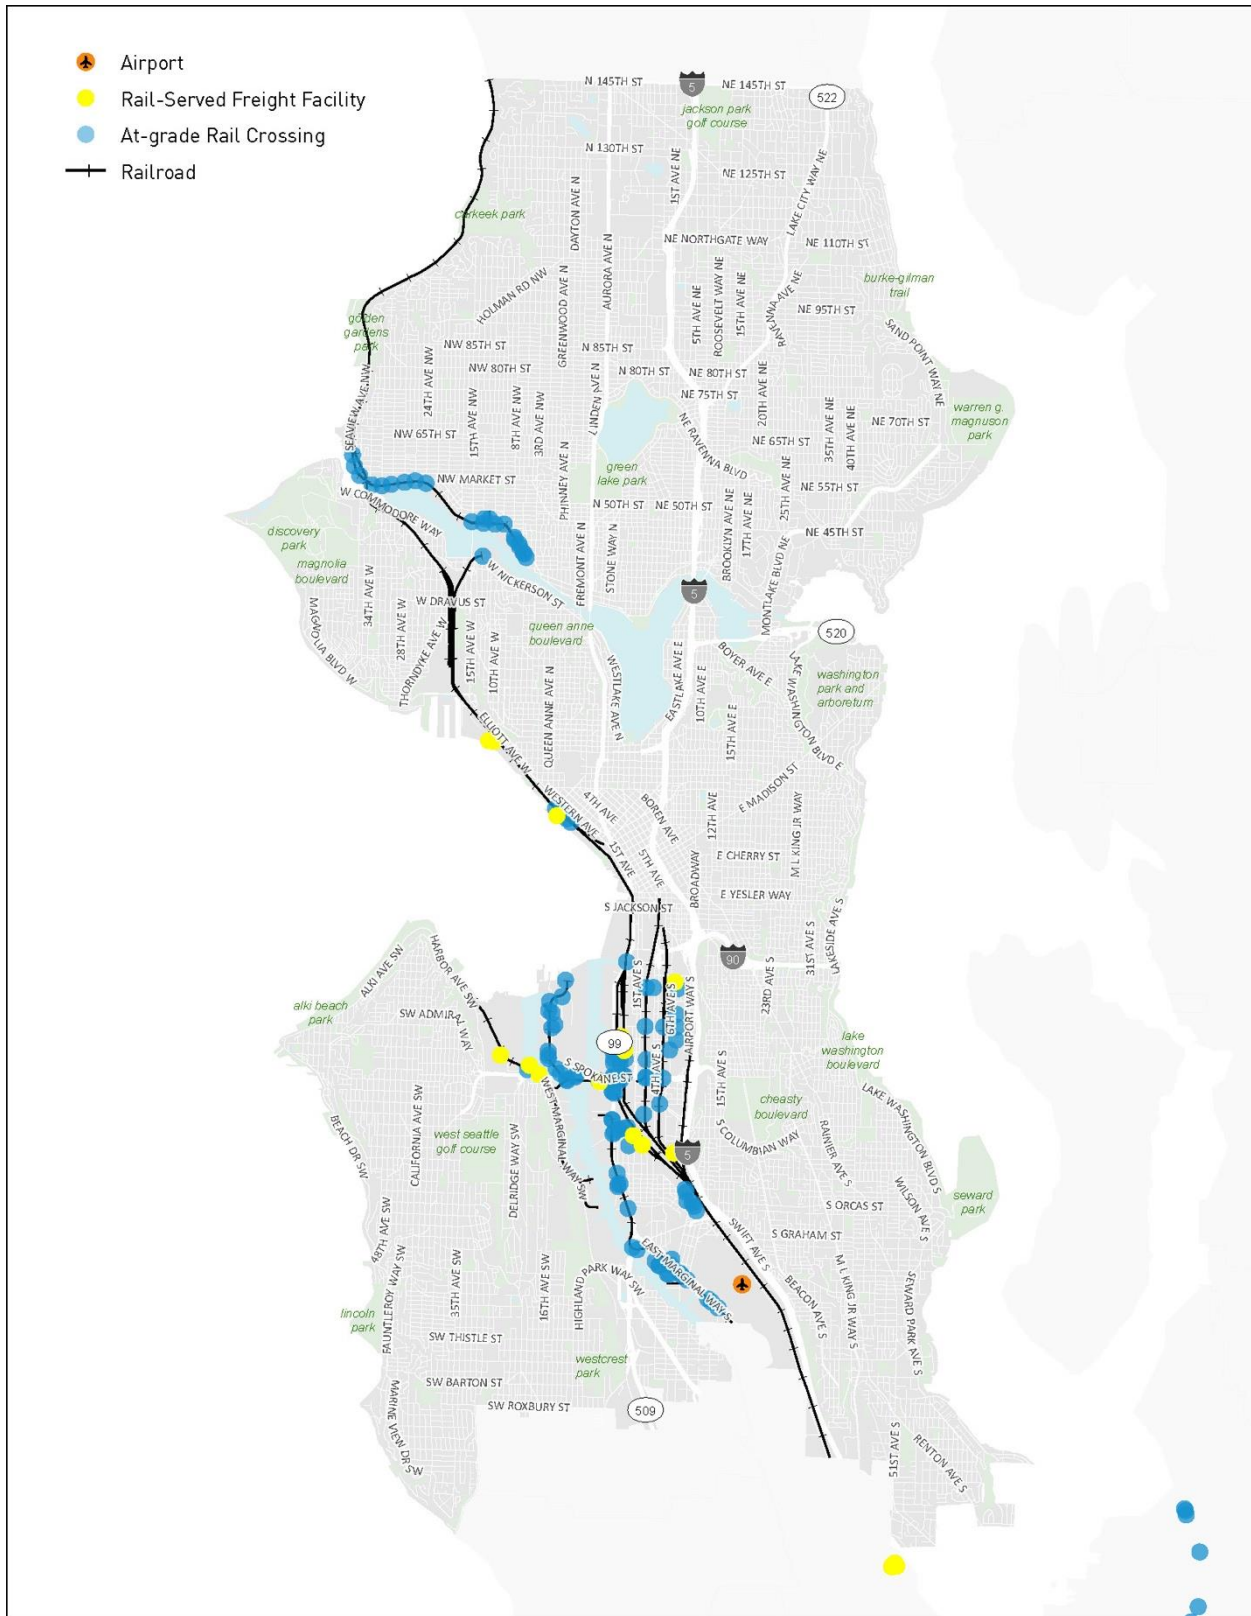 Airport
Rail-Served Freight Facility
At-grade Rail Crossing
Railroad
N 145TH ST
5
NE 145TH ST
522
jackson park
golf course
N 130TH ST
1ST AVE NE
NE 125TH ST
LAKE CITY WAY NE
carkeek park
DAYTON AVE N
AURORA AVE N
NE NORTHGATE WAY
NE 110TH ST
HOLMAN RD NW
GREENWOOD AVE N
5TH AVE NE
ROOSEVELT WAY NE
15TH AVE NE
RAVENNA AVE NE
burke-gilman
trail
NE 95TH ST
golden
gardens
park
NW 85TH ST
N 85TH ST
SAND POINT WAY NE
NW 80TH ST
N 80TH ST
NE 80TH ST
NE 75TH ST
SEAVIEW AVE NW
24TH AVE NW
15TH AVE NW
8TH AVE NW
3RD AVE NW
LINDEN AVE N
20TH AVE NE
35TH AVE NE
40TH AVE NE
NE 70TH ST
warren g.
magnuson
park
NW 65TH ST
PHINNEY AVE N
NE RAVENNA BLVD
NE 65TH ST
green
lake park
NW MARKET ST
25TH AVE NE
NE 55TH ST
W COMMODORE WAY
N 50TH ST
NE 50TH ST
BROOKLYN AVE NE
17TH AVE NE
NE 45TH ST
discovery
park
magnolia
boulevard
FREMONT AVE N
STONE WAY N
MONTLAKE BLVD NE
W NICKERSON ST
5
34TH AVE W
W DRAVUS ST
MAGNOLIA BLVD W
28TH AVE W
THORNDYKE AVE W
15TH AVE W
10TH AVE W
queen anne
boulevard
520
BOYER AVE E
QUEEN ANNE AVE N
WESTLAKE AVE N
EASTLAKE AVE E
10TH AVE E
LAKE WASHINGTON BLVD E
washington
park and
arboretum
15TH AVE E
ELLIOTT AVE W
E MADISON ST
WESTERN AVE
4TH AVE
BOREN AVE
12TH AVE
M L KING JR WAY
1ST AVE
5TH AVE
E CHERRY ST
BROADWAY
E YESLER WAY
S JACKSON ST
LAKESIDE AVE S
31ST AVE S
90
23RD AVE S
ALKI AVE SW
HARBOR AVE SW
1ST AVE S
6TH AVE S
AIRPORT WAY S
alki beach
park
SW ADMIRAL WAY
99
4TH AVE S
lake
washington
boulevard
S SPOKANE ST
15TH AVE S
LAKE WASHINGTON BLVD S
cheasty
boulevard
CALIFORNIA AVE SW
BEACH DR SW
west seattle
golf course
WEST MARGINAL WAY SW
DELRIDGE WAY SW
S COLUMBIAN WAY
RAINIER AVE S
5
WILSON AVE S
seward
park
S ORCAS ST
48TH AVE SW
SWIFT AVE S
S GRAHAM ST
FAUNTLEROY WAY SW
35TH AVE SW
16TH AVE SW
HIGHLAND PARK WAY SW
EAST MARGINAL WAY S
BEACON AVE S
M L KING JR WAY S
SEWARD PARK AVE S
lincoln
park
SW THISTLE ST
westcrest
park
SW BARTON ST
SW ROXBURY ST
509
MARINE VIEW DR SW
51ST AVE S
RENTON AVE S